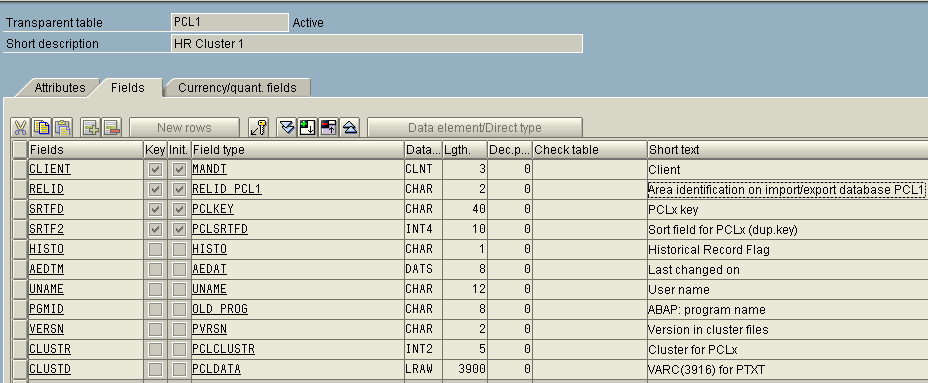 Transparent table PCL1 Active
Short description HR Cluster 1
Attributes Fields Currency/quant. fields
New rows Data element/Direct type
Fields Key Init. Field type Data... Lgth. Dec.p... Check table Short text
CLIENT MANDT CLNT 3 0 Client
RELID RELID_PCL1 CHAR 2 0 Area identification on import/export database PCL1
SRTFD PCLKEY CHAR 40 0 PCLx key
SRTF2 PCLSRTFD INT4 10 0 Sort field for PCLx (dup.key)
HISTO HISTO CHAR 1 0 Historical Record Flag
AEDTM AEDAT DATS 8 0 Last changed on
UNAME UNAME CHAR 12 0 User name
PGMID OLD_PROG CHAR 8 0 ABAP: program name
VERSN PVRSN CHAR 2 0 Version in cluster files
CLUSTR PCLCLUSTR INT2 5 0 Cluster for PCLx
CLUSTD PCLDATA LRAW 3900 0 VARC(3916) for PTXT